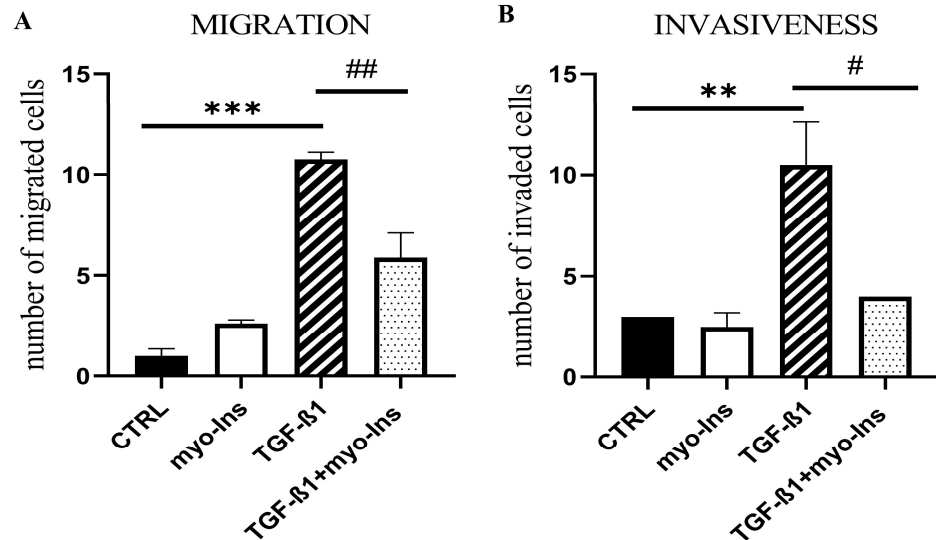 A
MIGRATION
number of migrated cells
15
10
5
0
***
##
CTRL
myo-Ins
TGF-ß1
TGF-ß1+myo-Ins
B
INVASIVENESS
number of invaded cells
15
10
5
0
**
#
CTRL
myo-Ins
TGF-ß1
TGF-ß1+myo-Ins